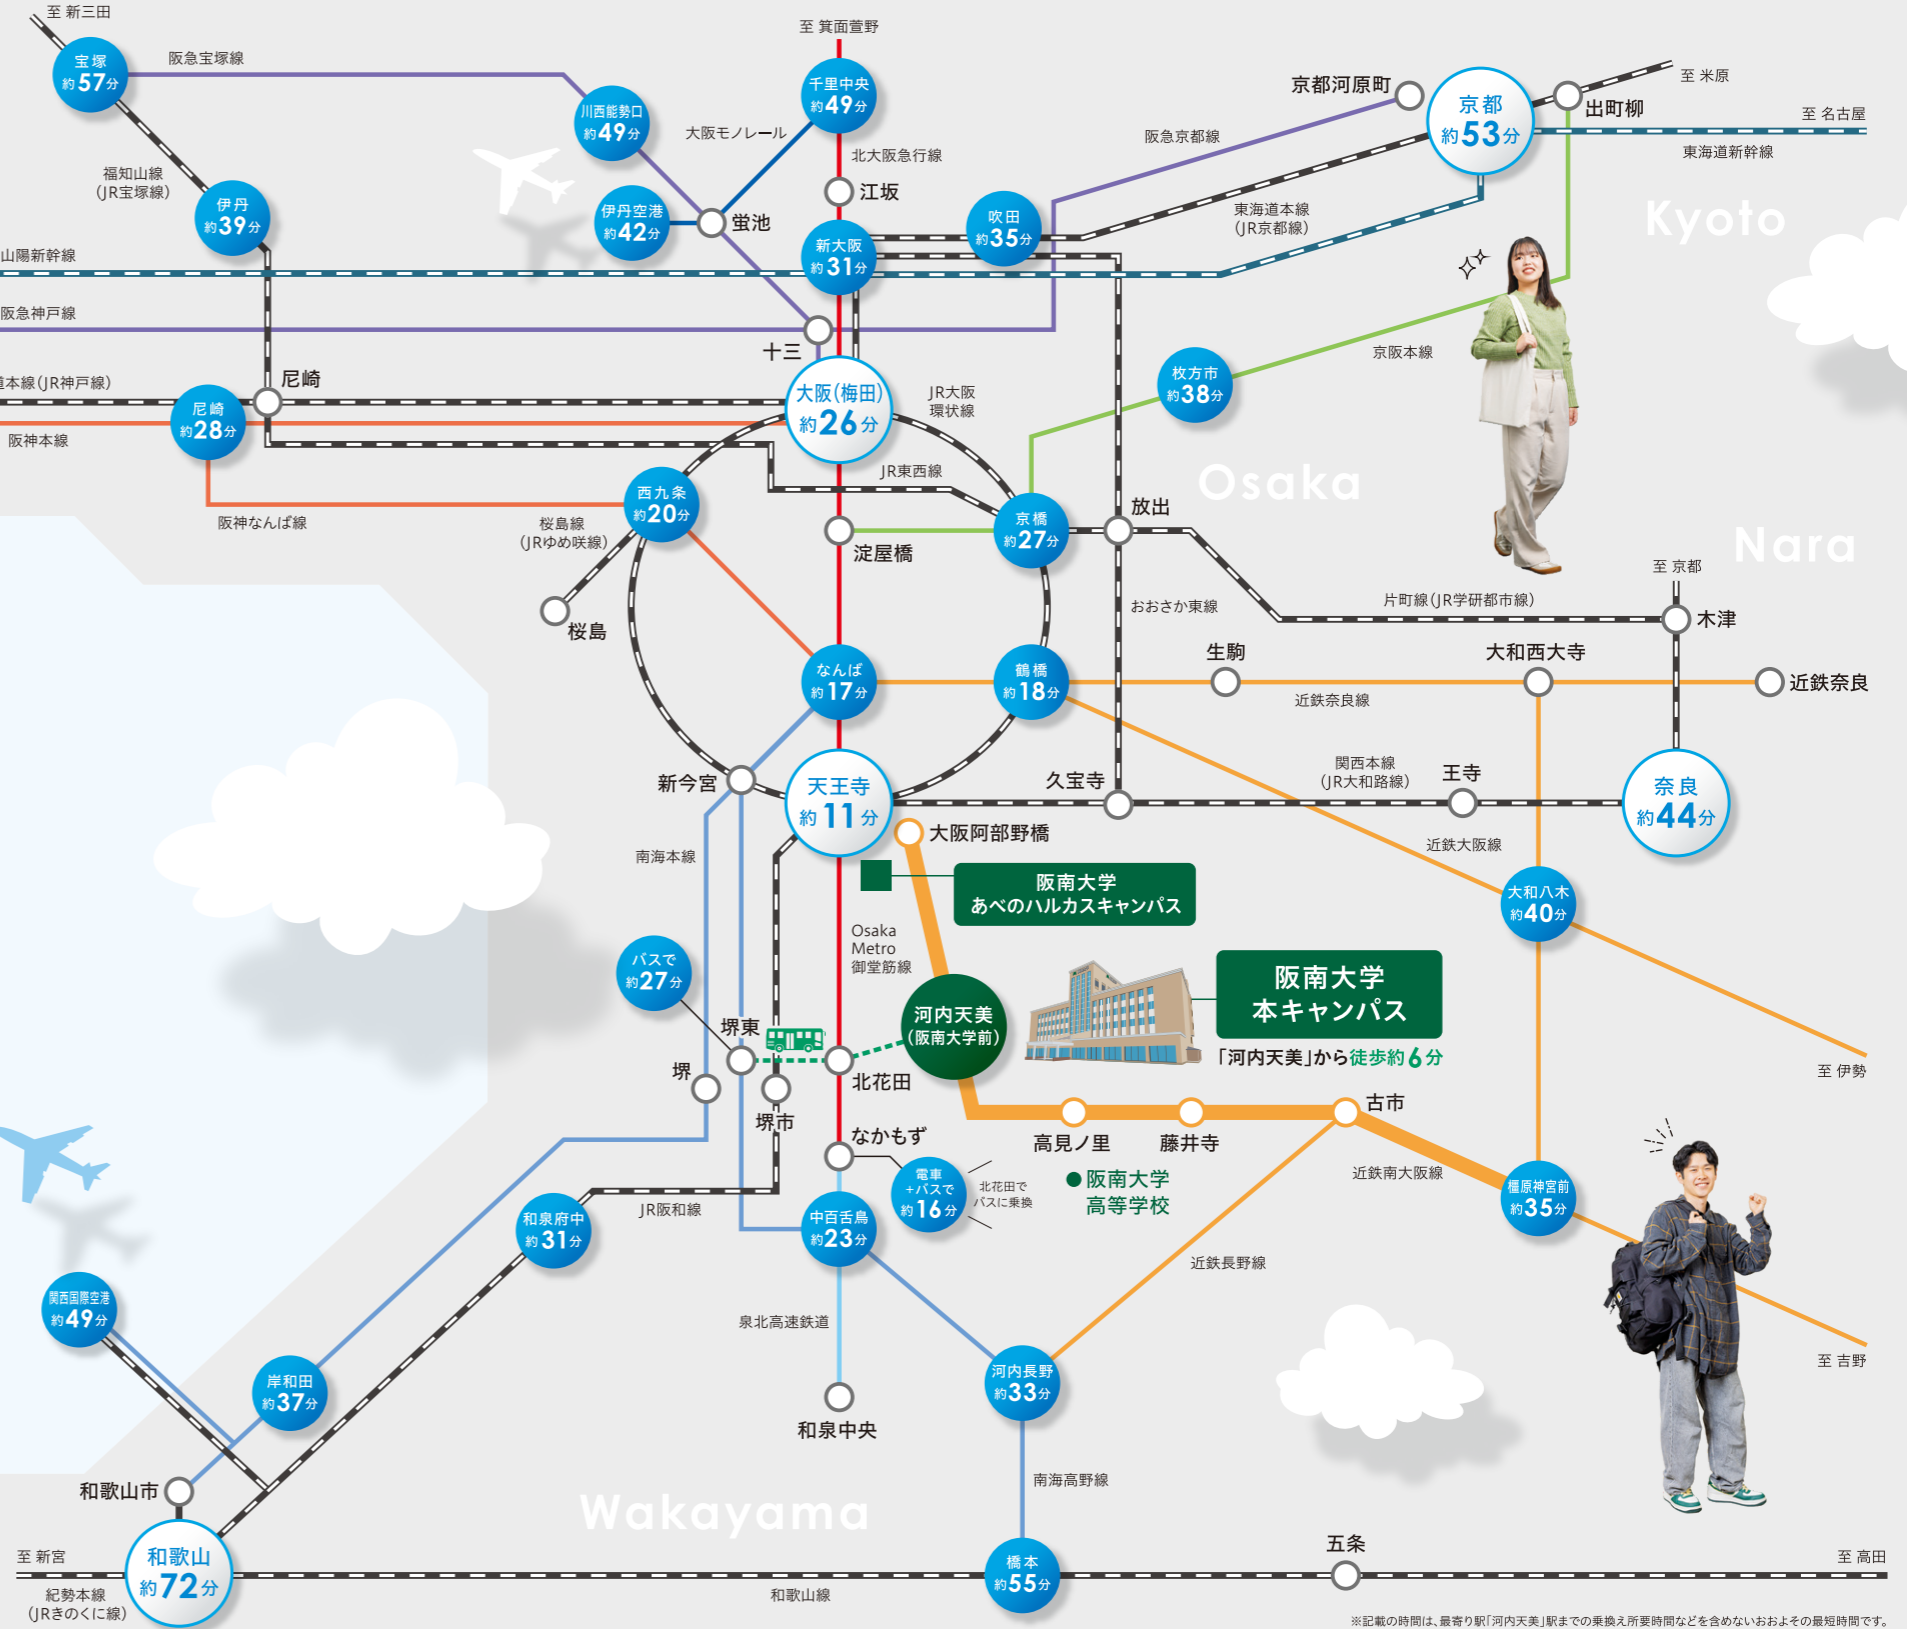 至 新三田
宝塚
約57分
阪急宝塚線
至 箕面萱野
千里中央
約49分
川西能勢口
約49分
大阪モノレール
北大阪急行線
京都河原町
京都
約53分
至 米原
出町柳
至 名古屋
東海道新幹線
阪急京都線
福知山線
（JR宝塚線）
伊丹
約39分
伊丹空港
約42分
蛍池
江坂
新大阪
約31分
吹田
約35分
東海道本線
（JR京都線）
Kyoto
山陽新幹線
阪急神戸線
十三
京阪本線
道本線（JR神戸線）
尼崎
尼崎
約28分
阪神本線
大阪（梅田）
約26分
JR大阪
環状線
枚方市
約38分
JR東西線
Osaka
西九条
約20分
阪神なんば線
桜島線
（JRゆめ咲線）
淀屋橋
京橋
約27分
放出
Nara
至 京都
桜島
おおさか東線
片町線（JR学研都市線）
木津
なんば
約17分
鶴橋
約18分
生駒
大和西大寺
近鉄奈良
近鉄奈良線
新今宮
天王寺
約11分
久宝寺
関西本線
（JR大和路線）
王寺
奈良
約44分
大阪阿部野橋
南海本線
近鉄大阪線
阪南大学
あべのハルカスキャンパス
大和八木
約40分
Osaka
Metro
御堂筋線
バスで
約27分
河内天美
（阪南大学前）
阪南大学
本キャンパス
「河内天美」から徒歩約6分
堺東
堺
北花田
堺市
至 伊勢
なかもず
高見ノ里
藤井寺
古市
電車
+バスで
約16分
北花田で
バスに乗換
阪南大学
高等学校
近鉄南大阪線
橿原神宮前
約35分
和泉府中
約31分
JR阪和線
中百舌鳥
約23分
近鉄長野線
関西国際空港
約49分
泉北高速鉄道
至 吉野
岸和田
約37分
河内長野
約33分
和泉中央
和歌山市
南海高野線
Wakayama
至 新宮
和歌山
約72分
紀勢本線
（JRきのくに線）
和歌山線
橋本
約55分
五条
至 高田
※記載の時間は、最寄り駅「河内天美」駅までの乗換え所要時間などを含めないおおよその最短時間です。